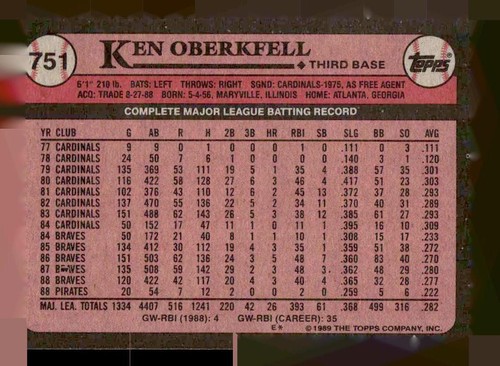 751
KEN OBERKFELL
THIRD BASE
Topps
6'1" 210 lb. BATS: LEFT THROWS: RIGHT SGND: CARDINALS-1975, AS FREE AGENT
ACQ: TRADE 8-27-88 BORN: 5-4-56, MARYVILLE, ILLINOIS HOME: ATLANTA, GEORGIA
COMPLETE MAJOR LEAGUE BATTING RECORD
YR CLUB G AB R H 2B 3B HR RBI SB SLG BB SO AVG
77 CARDINALS 9 9 0 1 0 0 0 1 0 .111 0 3 .111
78 CARDINALS 24 50 7 6 1 0 0 0 0 .140 3 1 .120
79 CARDINALS 135 369 53 111 19 5 1 35 4 .388 57 35 .301
80 CARDINALS 116 422 58 128 27 6 3 46 4 .417 51 23 .303
81 CARDINALS 102 376 43 110 12 6 2 45 13 .372 37 28 .293
82 CARDINALS 137 470 55 136 22 5 2 34 11 .370 40 31 .289
83 CARDINALS 151 488 62 143 26 5 3 38 12 .385 61 27 .293
84 CARDINALS 50 152 17 47 11 1 0 11 1 .395 16 10 .309
84 BRAVES 50 172 21 40 8 1 1 10 1 .308 15 17 .233
85 BRAVES 134 412 30 112 19 4 3 35 1 .359 51 38 .272
86 BRAVES 151 503 62 136 24 3 5 48 7 .360 83 40 .270
87 BRAVES 135 508 59 142 29 2 3 48 3 .362 48 29 .280
88 BRAVES 120 422 42 117 20 4 3 40 4 .365 32 28 .277
88 PIRATES 20 54 7 12 2 0 0 2 0 .259 5 6 .222
MAJ. LEA. TOTALS 1334 4407 516 1241 220 42 26 393 61 .368 499 316 .282
GW-RBI (1988): 4 GW-RBI (CAREER): 35
E* © 1989 THE TOPPS COMPANY, INC.